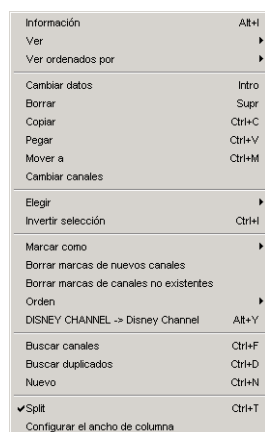 Información Alt+I
Ver
Ver ordenados por
Cambiar datos Intro
Borrar Supr
Copiar Ctrl+C
Pegar Ctrl+V
Mover a Ctrl+M
Cambiar canales
Elegir
Invertir selección Ctrl+I
Marcar como
Borrar marcas de nuevos canales
Borrar marcas de canales no existentes
Orden
DISNEY CHANNEL -> Disney Channel Alt+Y
Buscar canales Ctrl+F
Buscar duplicados Ctrl+D
Nuevo Ctrl+N
Split Ctrl+T
Configurar el ancho de columna